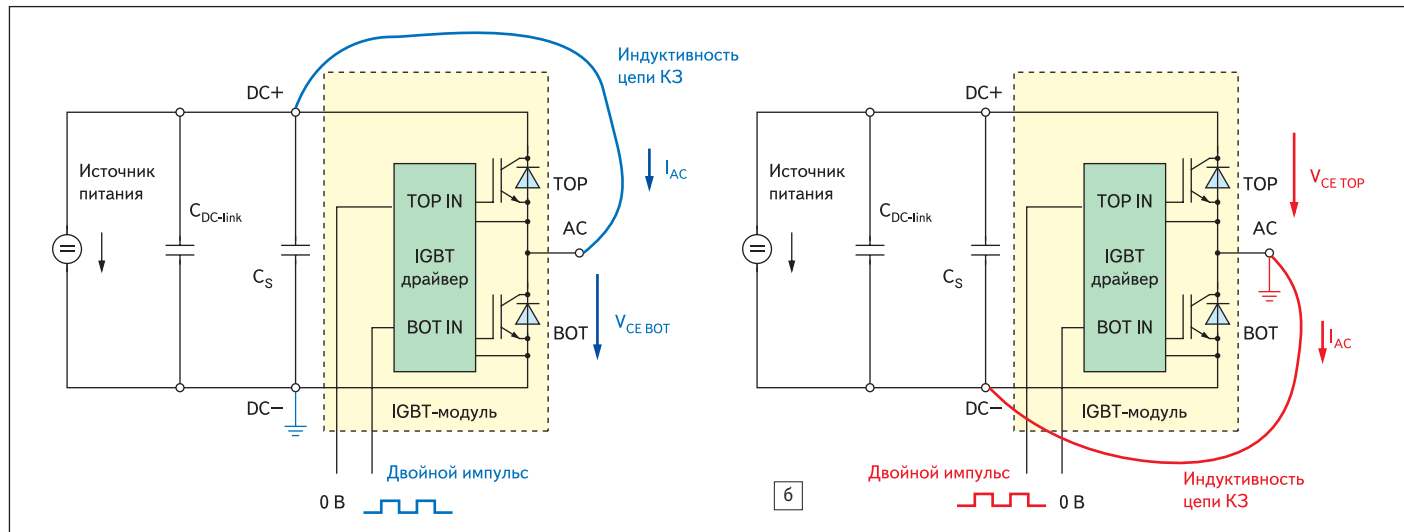 Индуктивность
цепи КЗ
DC+
Источник
питания
C_DC-link
C_S
TOP IN
IGBT
драйвер
BOT IN
TOP
I_AC
AC
V_CE BOT
BOT
DC−
IGBT-модуль
Двойной импульс
0 В
DC+
Источник
питания
C_DC-link
C_S
TOP IN
IGBT
драйвер
BOT IN
TOP
V_CE TOP
AC
BOT
I_AC
DC−
IGBT-модуль
Двойной импульс
0 В
Индуктивность
цепи КЗ
б